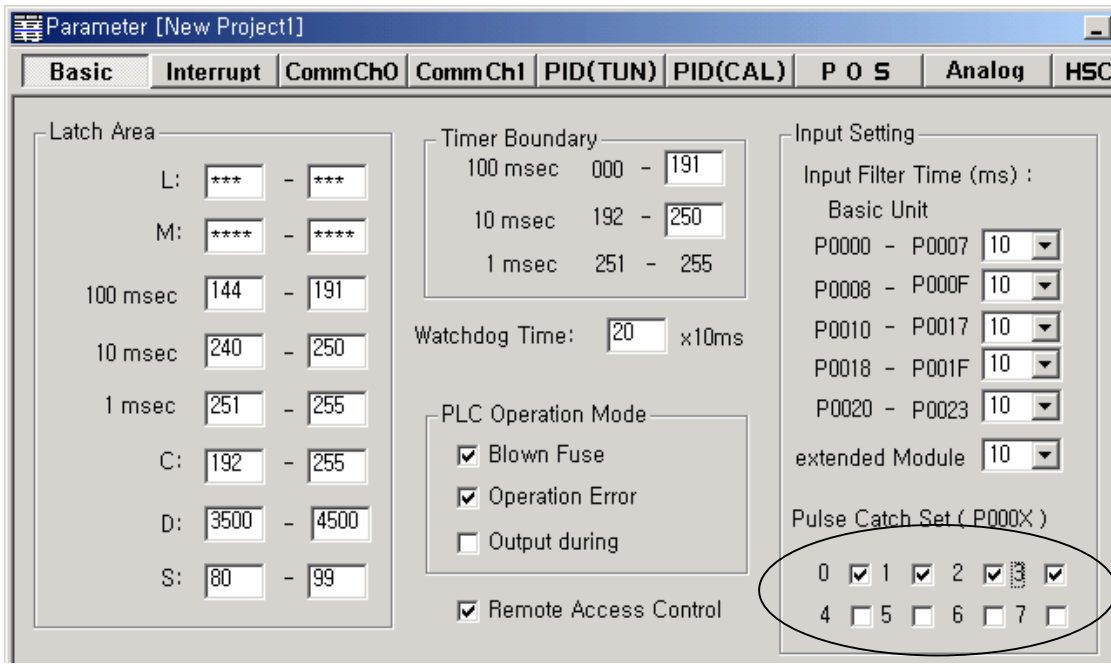 Parameter [New Project1]
Basic Interrupt CommCh0 CommCh1 PID(TUN) PID(CAL) P O S Analog HSC
Latch Area
L: *** - ***
M: **** - ****
100 msec 144 - 191
10 msec 240 - 250
1 msec 251 - 255
C: 192 - 255
D: 3500 - 4500
S: 80 - 99
Timer Boundary
100 msec 000 - 191
10 msec 192 - 250
1 msec 251 - 255
Watchdog Time: 20 x10ms
PLC Operation Mode
Blown Fuse
Operation Error
Output during
Remote Access Control
Input Setting
Input Filter Time (ms) :
Basic Unit
P0000 - P0007 10
P0008 - P000F 10
P0010 - P0017 10
P0018 - P001F 10
P0020 - P0023 10
extended Module 10
Pulse Catch Set ( P000X )
0 1 2 3
4 5 6 7